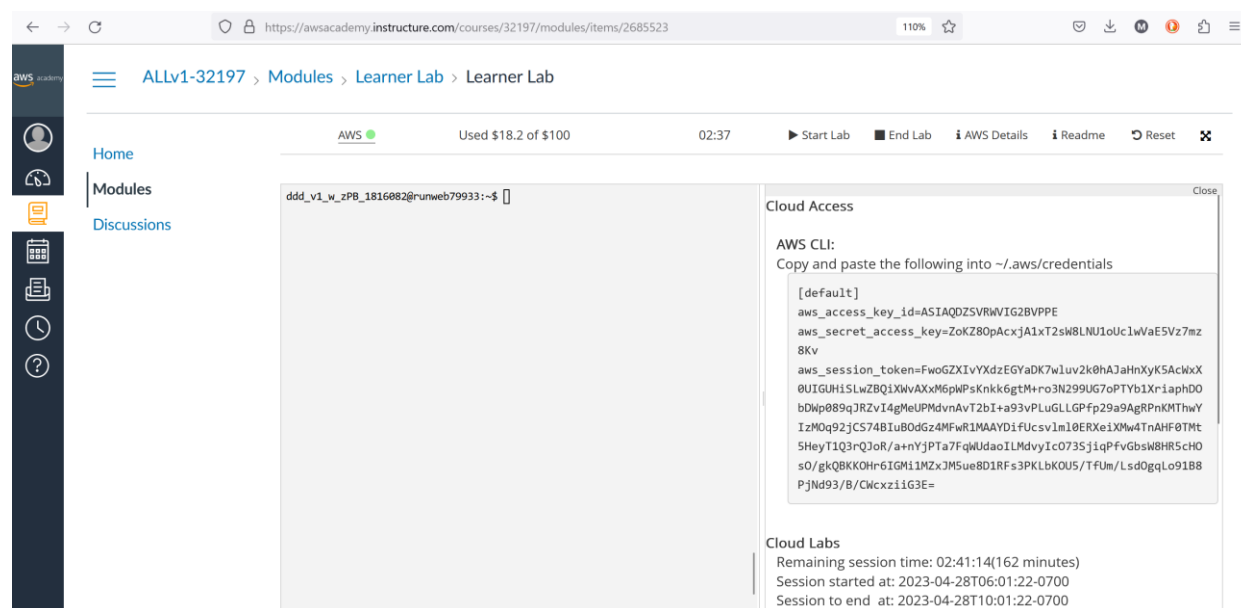 https://awsacademy.instructure.com/courses/32197/modules/items/2685523
110%
M
aws academy
ALLv1-32197 > Modules > Learner Lab > Learner Lab
AWS
Used $18.2 of $100
02:37
Start Lab
End Lab
i AWS Details
i Readme
Reset
Home
Modules
Discussions
ddd_v1_w_zPB_1816082@runweb79933:~$
Close
Cloud Access
AWS CLI:
Copy and paste the following into ~/.aws/credentials
[default]
aws_access_key_id=ASIAQDZSVRWVIG2BVPPE
aws_secret_access_key=ZoKZ8OpAcxjA1xT2sW8LNU1oUclwVaE5Vz7mz
8Kv
aws_session_token=FwoGZXIvYXdzEGYaDK7wluv2k0hAJaHnXyK5AcWxX
0UIGUHiSLwZBQiXWvAXxM6pWPsKnkk6gtM+ro3N299UG7oPTYb1XriaphDO
bDWp089qJRZvI4gMeUPMdvnAvT2bI+a93vPLuGLLGPfp29a9AgRPnKMThwY
IzMOq92jCS74BIuBOdGz4MFwR1MAAYDifUcsvlml0ERXeiXMw4TnAHF0TMt
5HeyT1Q3rQJoR/a+nYjPTa7FqWUdaoILMdvyIcO73SjiqPfvGbsW8HR5cHO
sO/gkQBKKOHr6IGMi1MZxJM5ue8D1RFs3PKLbKOU5/TfUm/LsdOgqLo91B8
PjNd93/B/CWcxziiG3E=
Cloud Labs
Remaining session time: 02:41:14(162 minutes)
Session started at: 2023-04-28T06:01:22-0700
Session to end at: 2023-04-28T10:01:22-0700